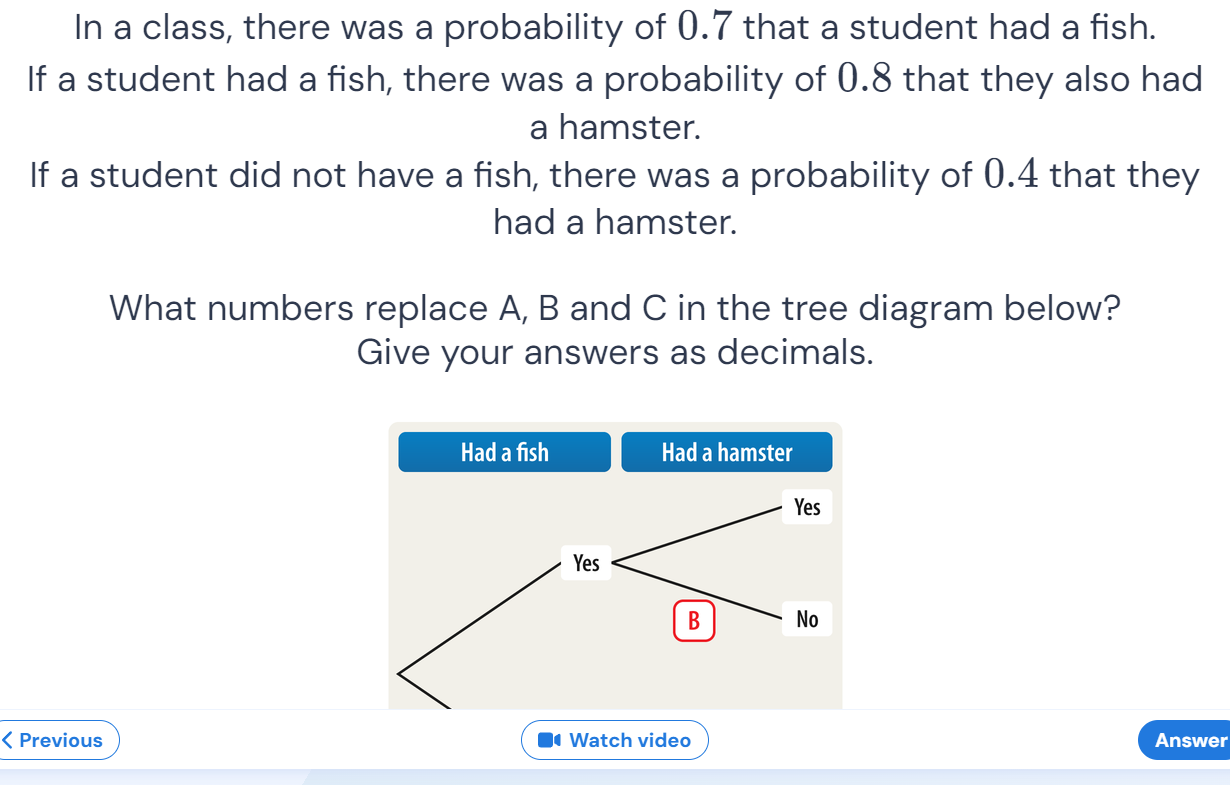 In a class, there was a probability of 0.7 that a student had a fish.
If a student had a fish, there was a probability of 0.8 that they also had
a hamster.
If a student did not have a fish, there was a probability of 0.4 that they
had a hamster.
What numbers replace A, B and C in the tree diagram below?
Give your answers as decimals.
Had a fish
Had a hamster
Yes
Yes
B
No
Previous
Watch video
Answer